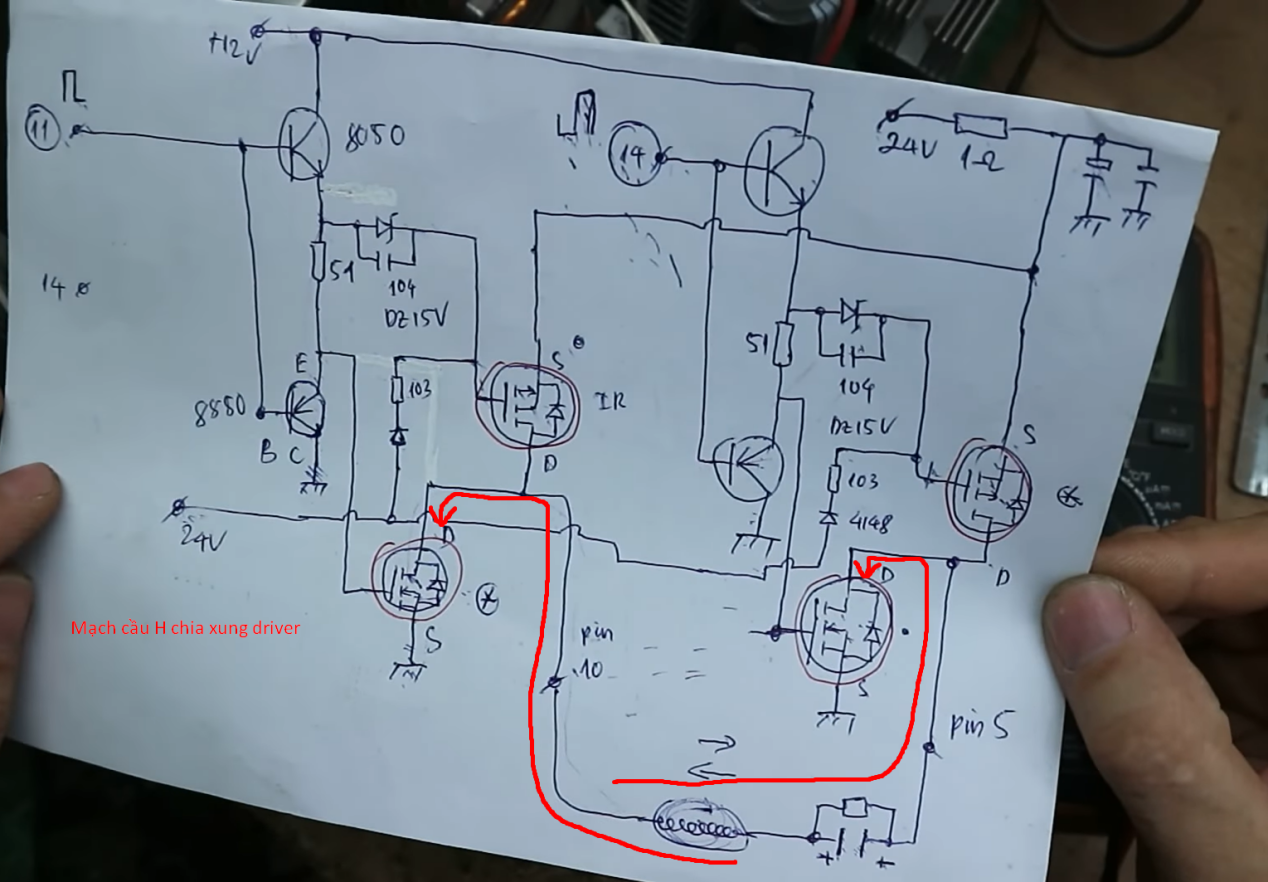 +12V
11
8050
14
24V
1Ω
51
104
DZ15V
14
E
8550
B C
103
S
IR
D
51
104
DZ15V
103
4148
S
D
24V
D
S
Mạch cầu H chia xung driver
pin
10
D
S
pin 5
+ +